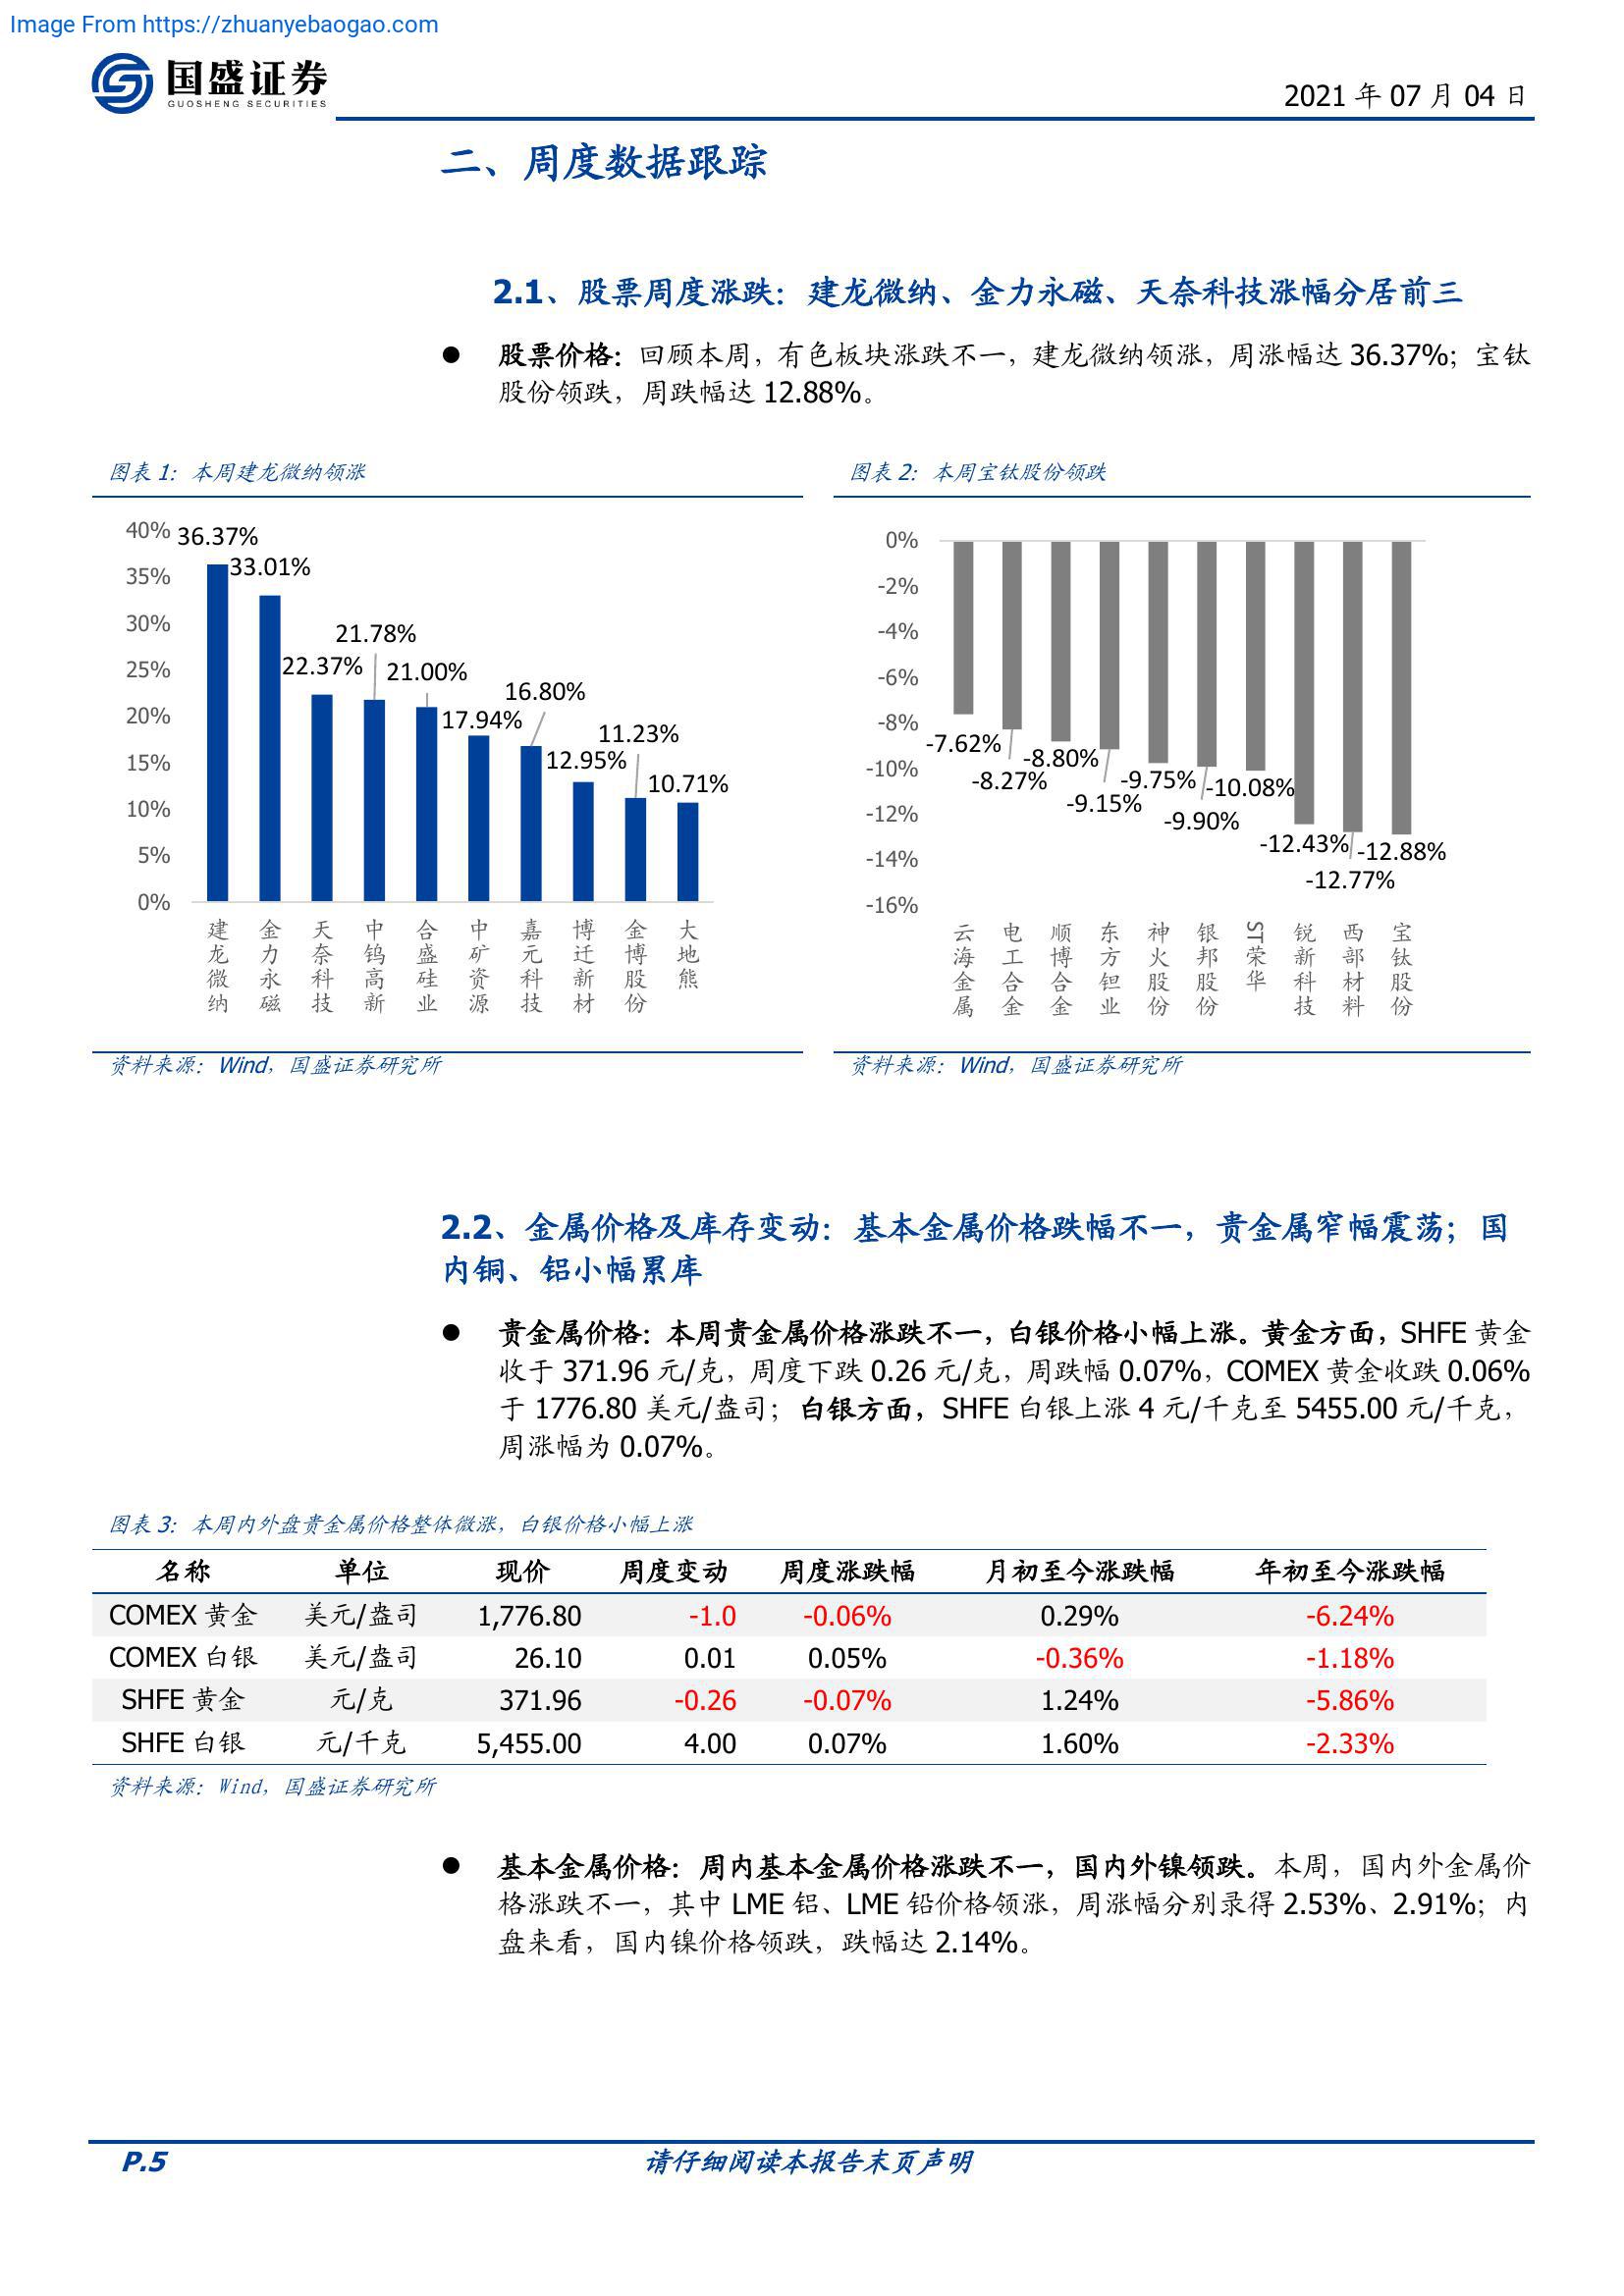 Image From https://zhuanyebaogao.com
国盛证券
GUOSHENG SECURITIES
2021 年 07 月 04 日
二、周度数据跟踪
2.1、股票周度涨跌：建龙微纳、金力永磁、天奈科技涨幅分居前三
● 股票价格：回顾本周，有色板块涨跌不一，建龙微纳领涨，周涨幅达 36.37%；宝钛
股份领跌，周跌幅达 12.88%。
图表 1：本周建龙微纳领涨
40%
35%
30%
25%
20%
15%
10%
5%
0%
36.37%
33.01%
22.37%
21.78%
21.00%
17.94%
16.80%
12.95%
11.23%
10.71%
建龙微纳
金力永磁
天奈科技
中钨高新
合盛硅业
中矿资源
嘉元科技
博迁新材
金博股份
大地熊
资料来源：Wind，国盛证券研究所
图表 2：本周宝钛股份领跌
0%
-2%
-4%
-6%
-8%
-10%
-12%
-14%
-16%
-7.62%
-8.27%
-8.80%
-9.15%
-9.75%
-9.90%
-10.08%
-12.43%
-12.77%
-12.88%
云海金属
电工合金
顺博合金
东方钽业
神火股份
银邦股份
ST荣华
锐新科技
西部材料
宝钛股份
资料来源：Wind，国盛证券研究所
2.2、金属价格及库存变动：基本金属价格跌幅不一，贵金属窄幅震荡；国
内铜、铝小幅累库
● 贵金属价格：本周贵金属价格涨跌不一，白银价格小幅上涨。黄金方面，SHFE 黄金
收于 371.96 元/克，周度下跌 0.26 元/克，周跌幅 0.07%，COMEX 黄金收跌 0.06%
于 1776.80 美元/盎司；白银方面，SHFE 白银上涨 4 元/千克至 5455.00 元/千克，
周涨幅为 0.07%。
图表 3：本周内外盘贵金属价格整体微涨，白银价格小幅上涨
名称 单位 现价 周度变动 周度涨跌幅 月初至今涨跌幅 年初至今涨跌幅
COMEX 黄金 美元/盎司 1,776.80 -1.0 -0.06% 0.29% -6.24%
COMEX 白银 美元/盎司 26.10 0.01 0.05% -0.36% -1.18%
SHFE 黄金 元/克 371.96 -0.26 -0.07% 1.24% -5.86%
SHFE 白银 元/千克 5,455.00 4.00 0.07% 1.60% -2.33%
资料来源：Wind，国盛证券研究所
● 基本金属价格：周内基本金属价格涨跌不一，国内外镍领跌。本周，国内外金属价
格涨跌不一，其中 LME 铝、LME 铅价格领涨，周涨幅分别录得 2.53%、2.91%；内
盘来看，国内镍价格领跌，跌幅达 2.14%。
P.5
请仔细阅读本报告末页声明